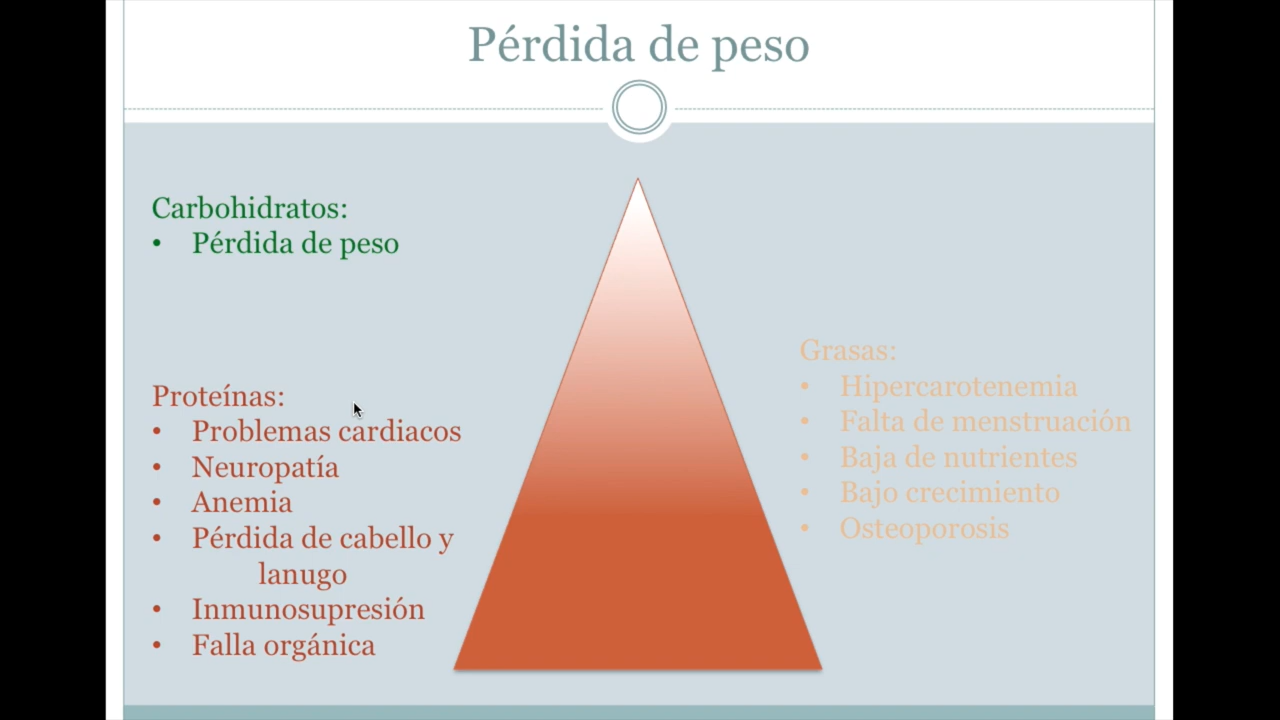 Pérdida de peso
Carbohidratos:
• Pérdida de peso
Proteínas:
• Problemas cardiacos
• Neuropatía
• Anemia
• Pérdida de cabello y
lanugo
• Inmunosupresión
• Falla orgánica
Grasas:
• Hipercarotenemia
• Falta de menstruación
• Baja de nutrientes
• Bajo crecimiento
• Osteoporosis